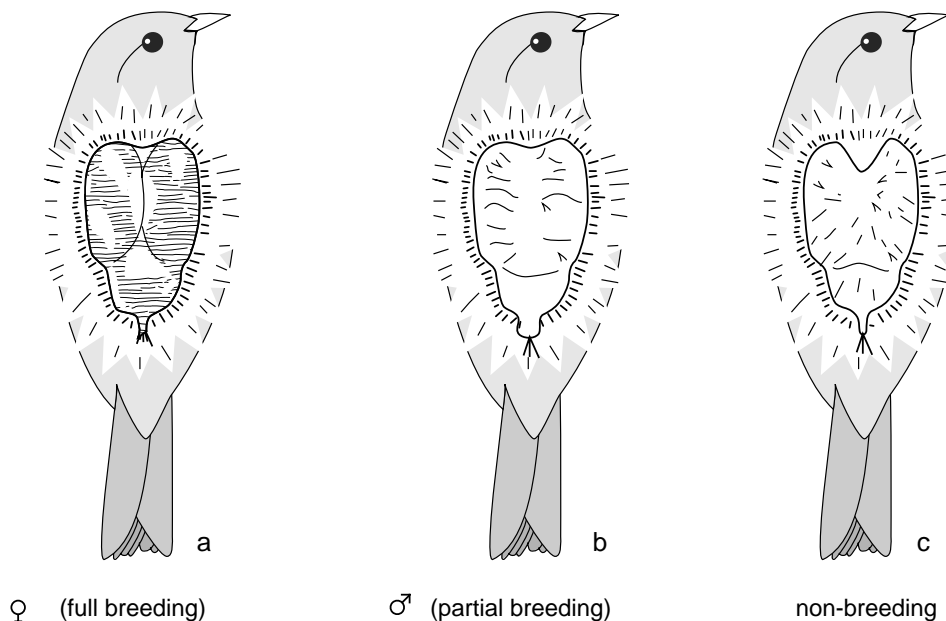 a b c
♀ (full breeding) ♂ (partial breeding) non-breeding